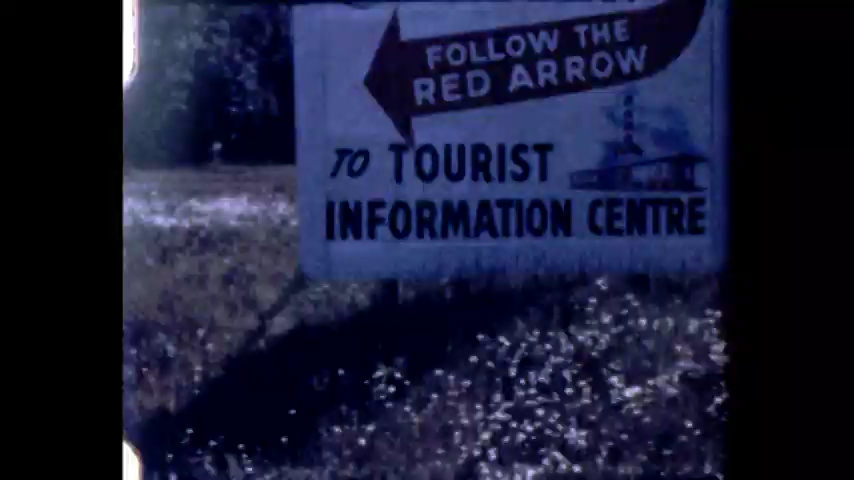 FOLLOW THE
RED ARROW
TO TOURIST
INFORMATION CENTRE